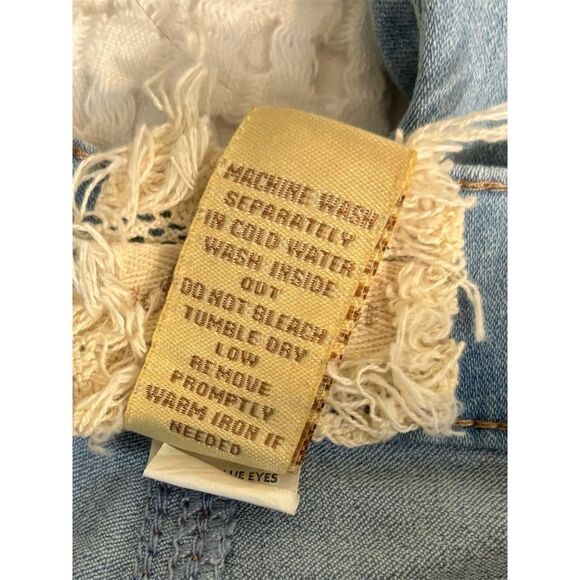 MACHINE WASH
SEPARATELY
IN COLD WATER
WASH INSIDE
OUT
DO NOT BLEACH
TUMBLE DRY
LOW
REMOVE
PROMPTLY
WARM IRON IF
NEEDED
EYES